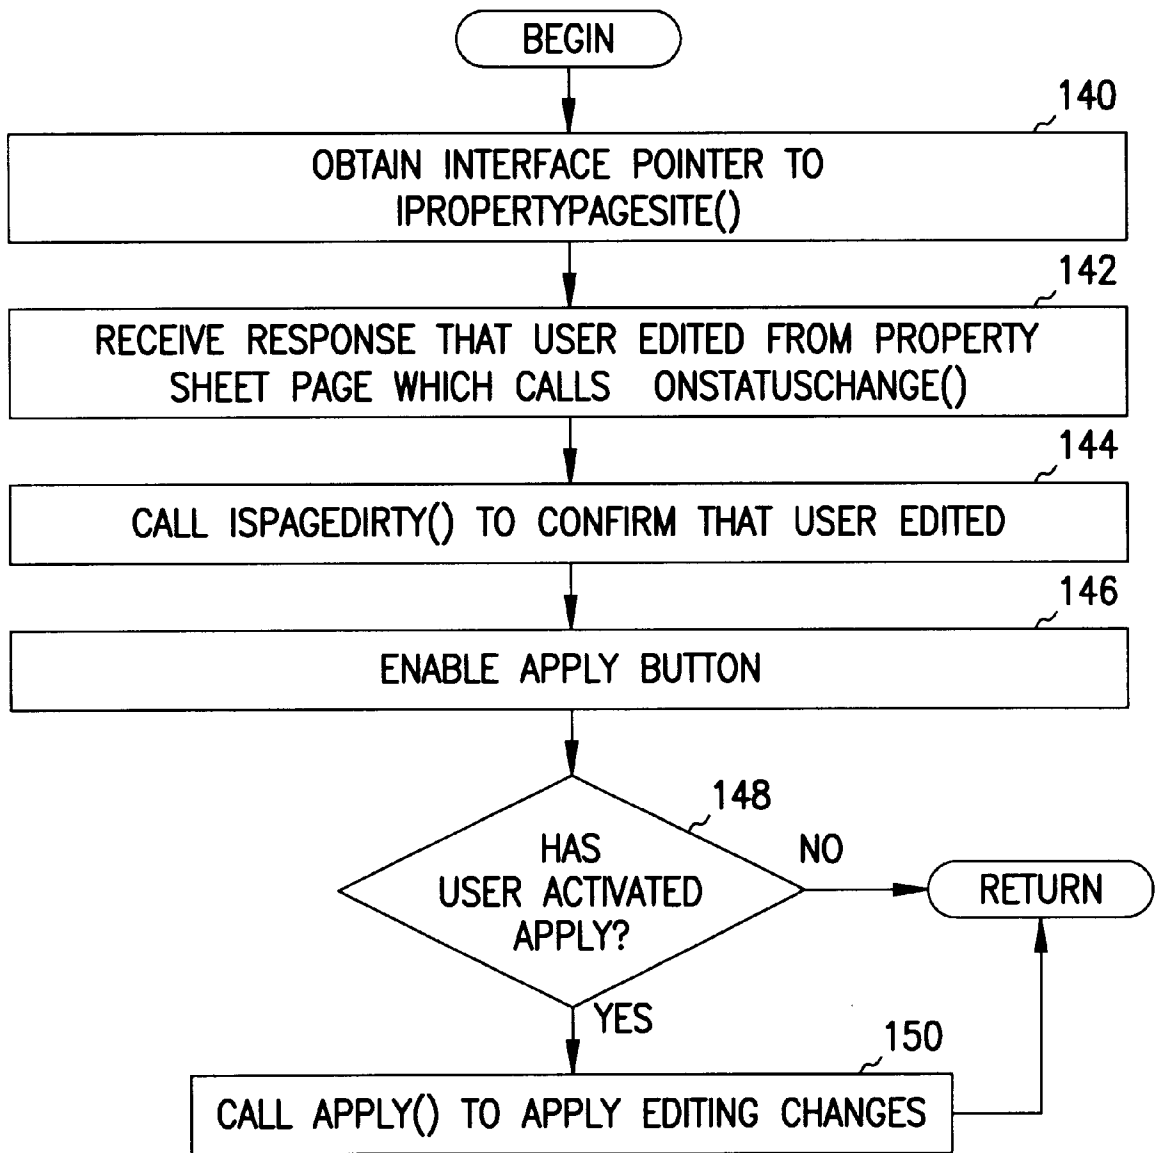 BEGIN
140
OBTAIN INTERFACE POINTER TO
IPROPERTYPAGESITE()
142
RECEIVE RESPONSE THAT USER EDITED FROM PROPERTY
SHEET PAGE WHICH CALLS ONSTATUSCHANGE()
144
CALL ISPAGEDIRTY() TO CONFIRM THAT USER EDITED
146
ENABLE APPLY BUTTON
148
HAS
USER ACTIVATED
APPLY?
NO
RETURN
YES
150
CALL APPLY() TO APPLY EDITING CHANGES